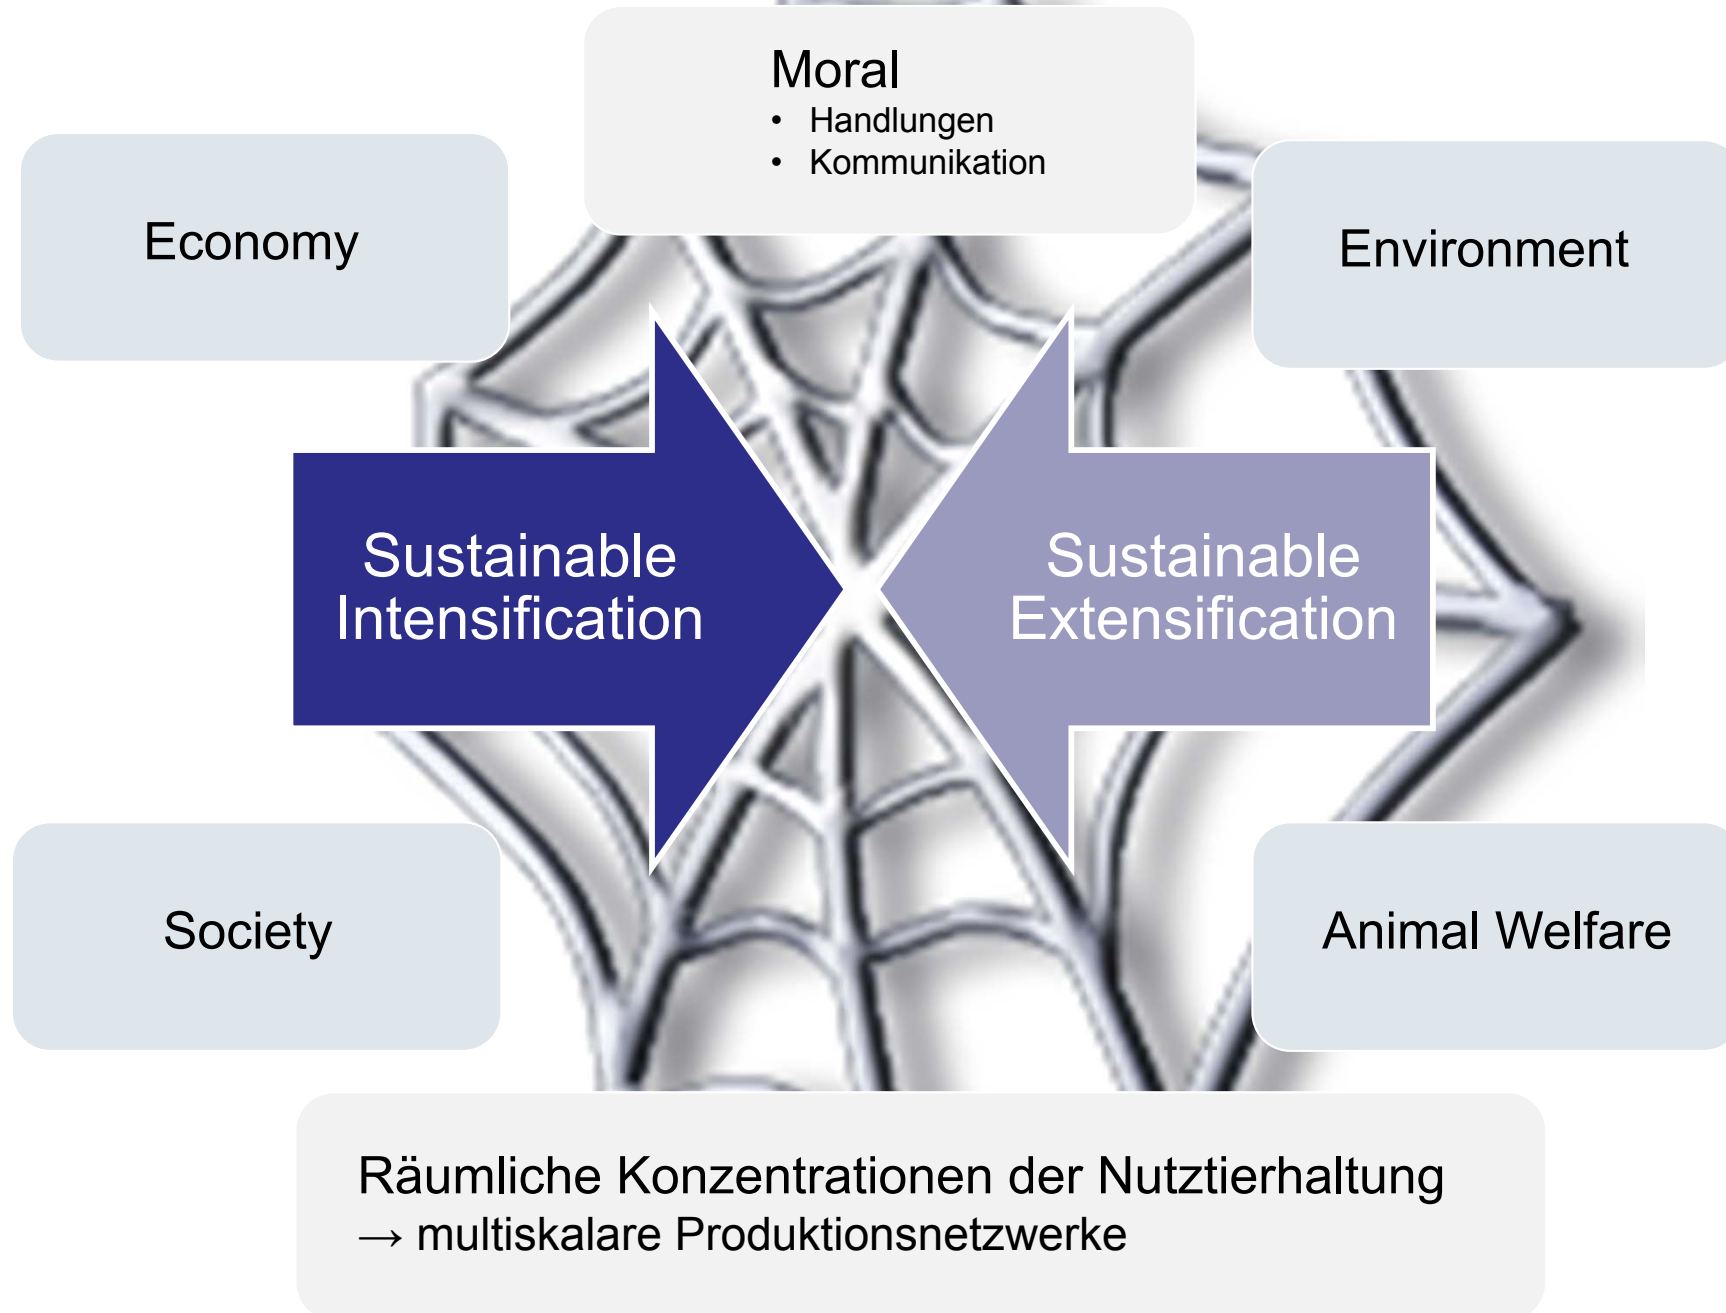 Moral
• Handlungen
• Kommunikation
Economy
Environment
Sustainable
Intensification
Sustainable
Extensification
Society
Animal Welfare
Räumliche Konzentrationen der Nutztierhaltung
→ multiskalare Produktionsnetzwerke